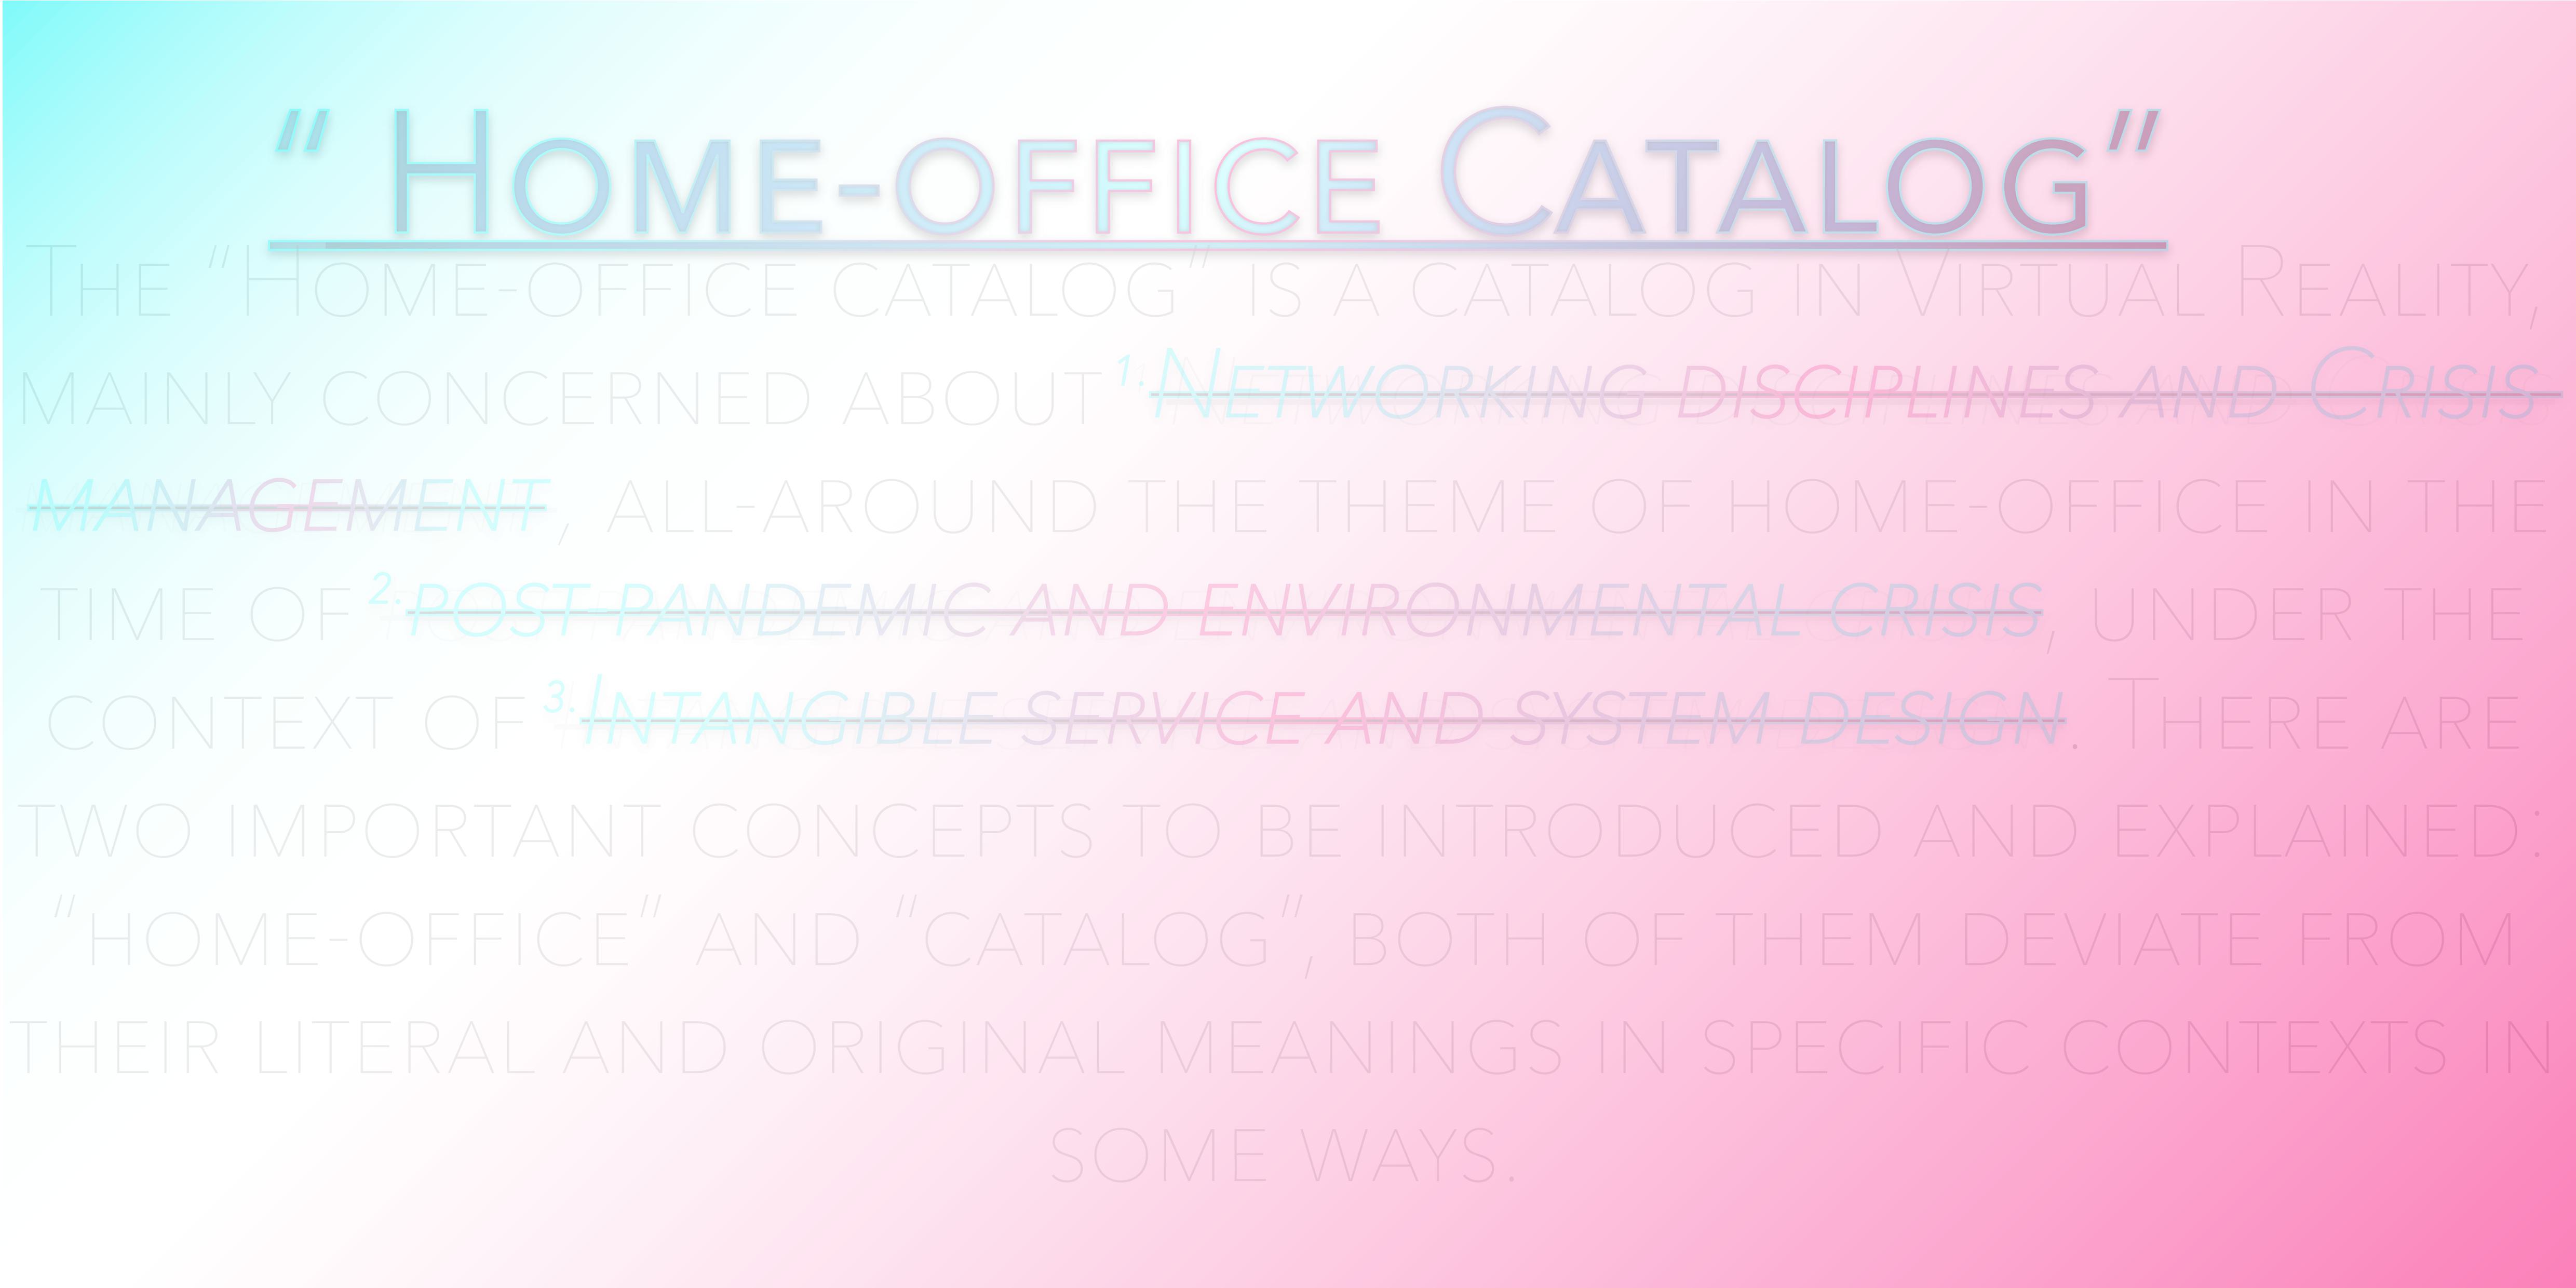 “ Home-office Catalog”
The “Home-office catalog” is a catalog in Virtual Reality,
mainly concerned about 1.Networking disciplines and Crisis
management, all-around the theme of home-office in the
time of 2.post-pandemic and environmental crisis, under the
context of 3.Intangible service and system design. There are
two important concepts to be introduced and explained:
“home-office” and “catalog”, both of them deviate from
their literal and original meanings in specific contexts in
some ways.